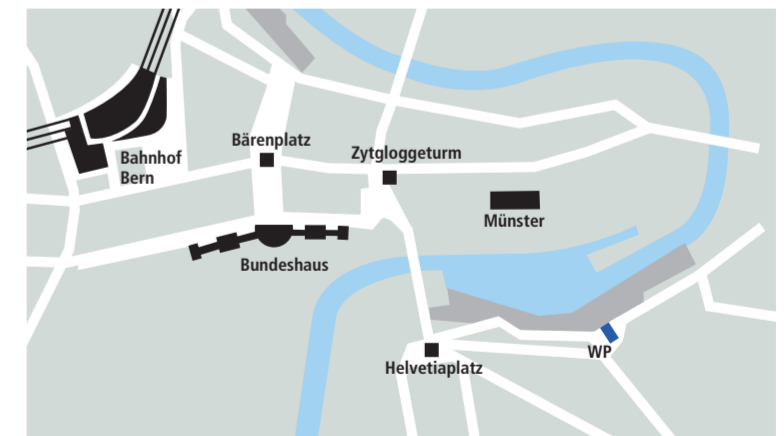 Bärenplatz
Zytgloggeturm
Bahnhof
Bern
Münster
Bundeshaus
WP
Helvetiaplatz